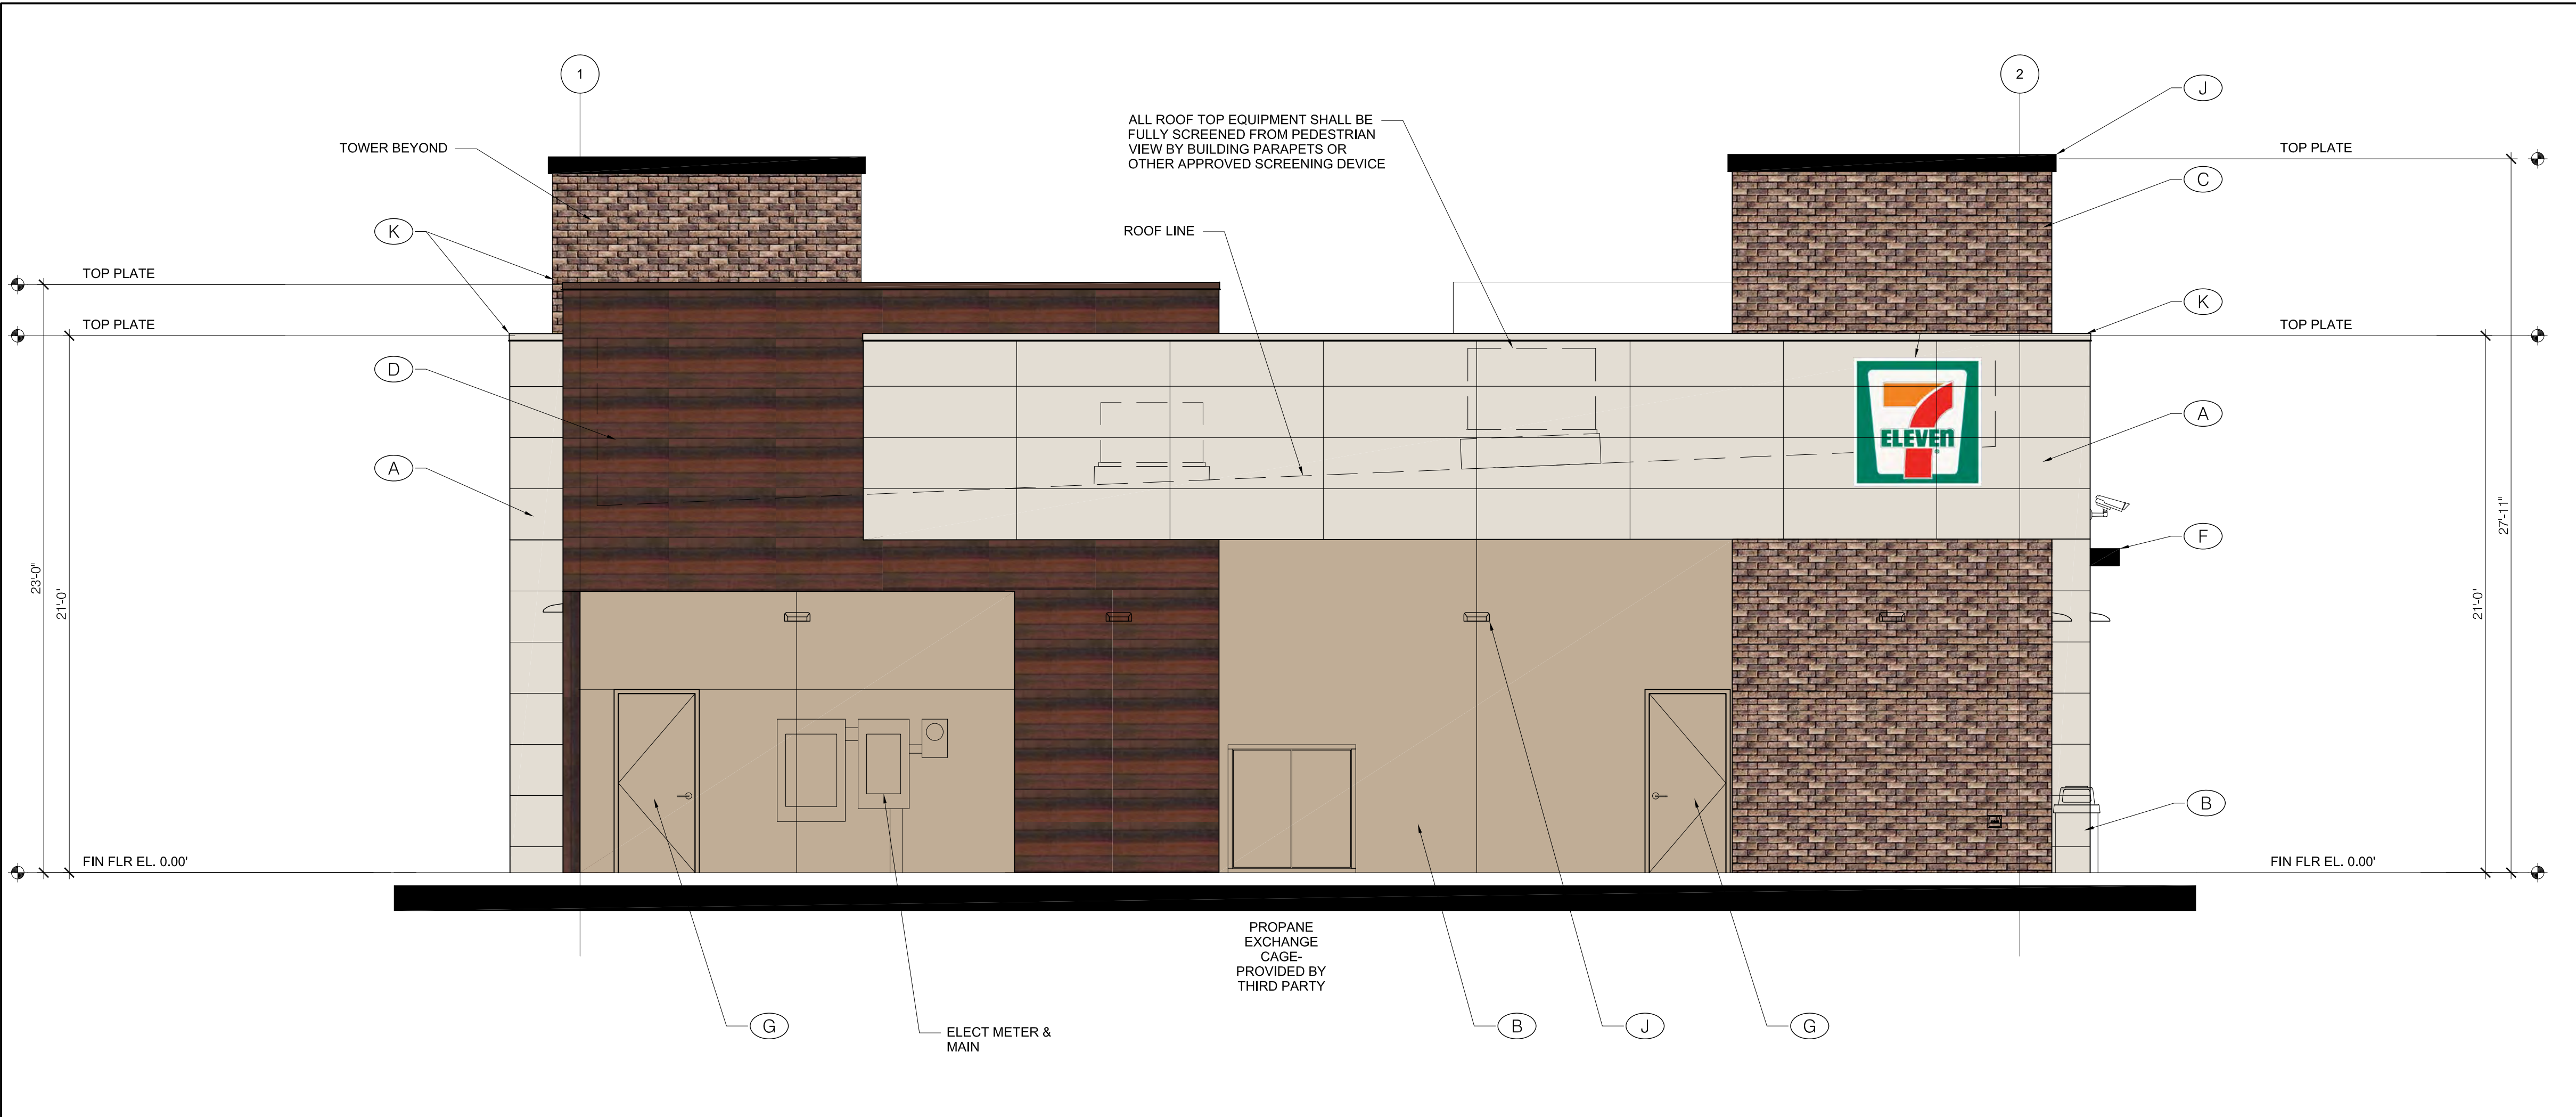 1
2
J
ALL ROOF TOP EQUIPMENT SHALL BE
FULLY SCREENED FROM PEDESTRIAN
VIEW BY BUILDING PARAPETS OR
OTHER APPROVED SCREENING DEVICE
TOWER BEYOND
TOP PLATE
C
K
ROOF LINE
TOP PLATE
K
TOP PLATE
TOP PLATE
D
7
ELEVEN
®
A
A
27'-11"
F
23'-0"
21'-0"
21'-0"
B
FIN FLR EL. 0.00'
FIN FLR EL. 0.00'
PROPANE
EXCHANGE
CAGE-
PROVIDED BY
THIRD PARTY
G
ELECT METER &
MAIN
B
J
G